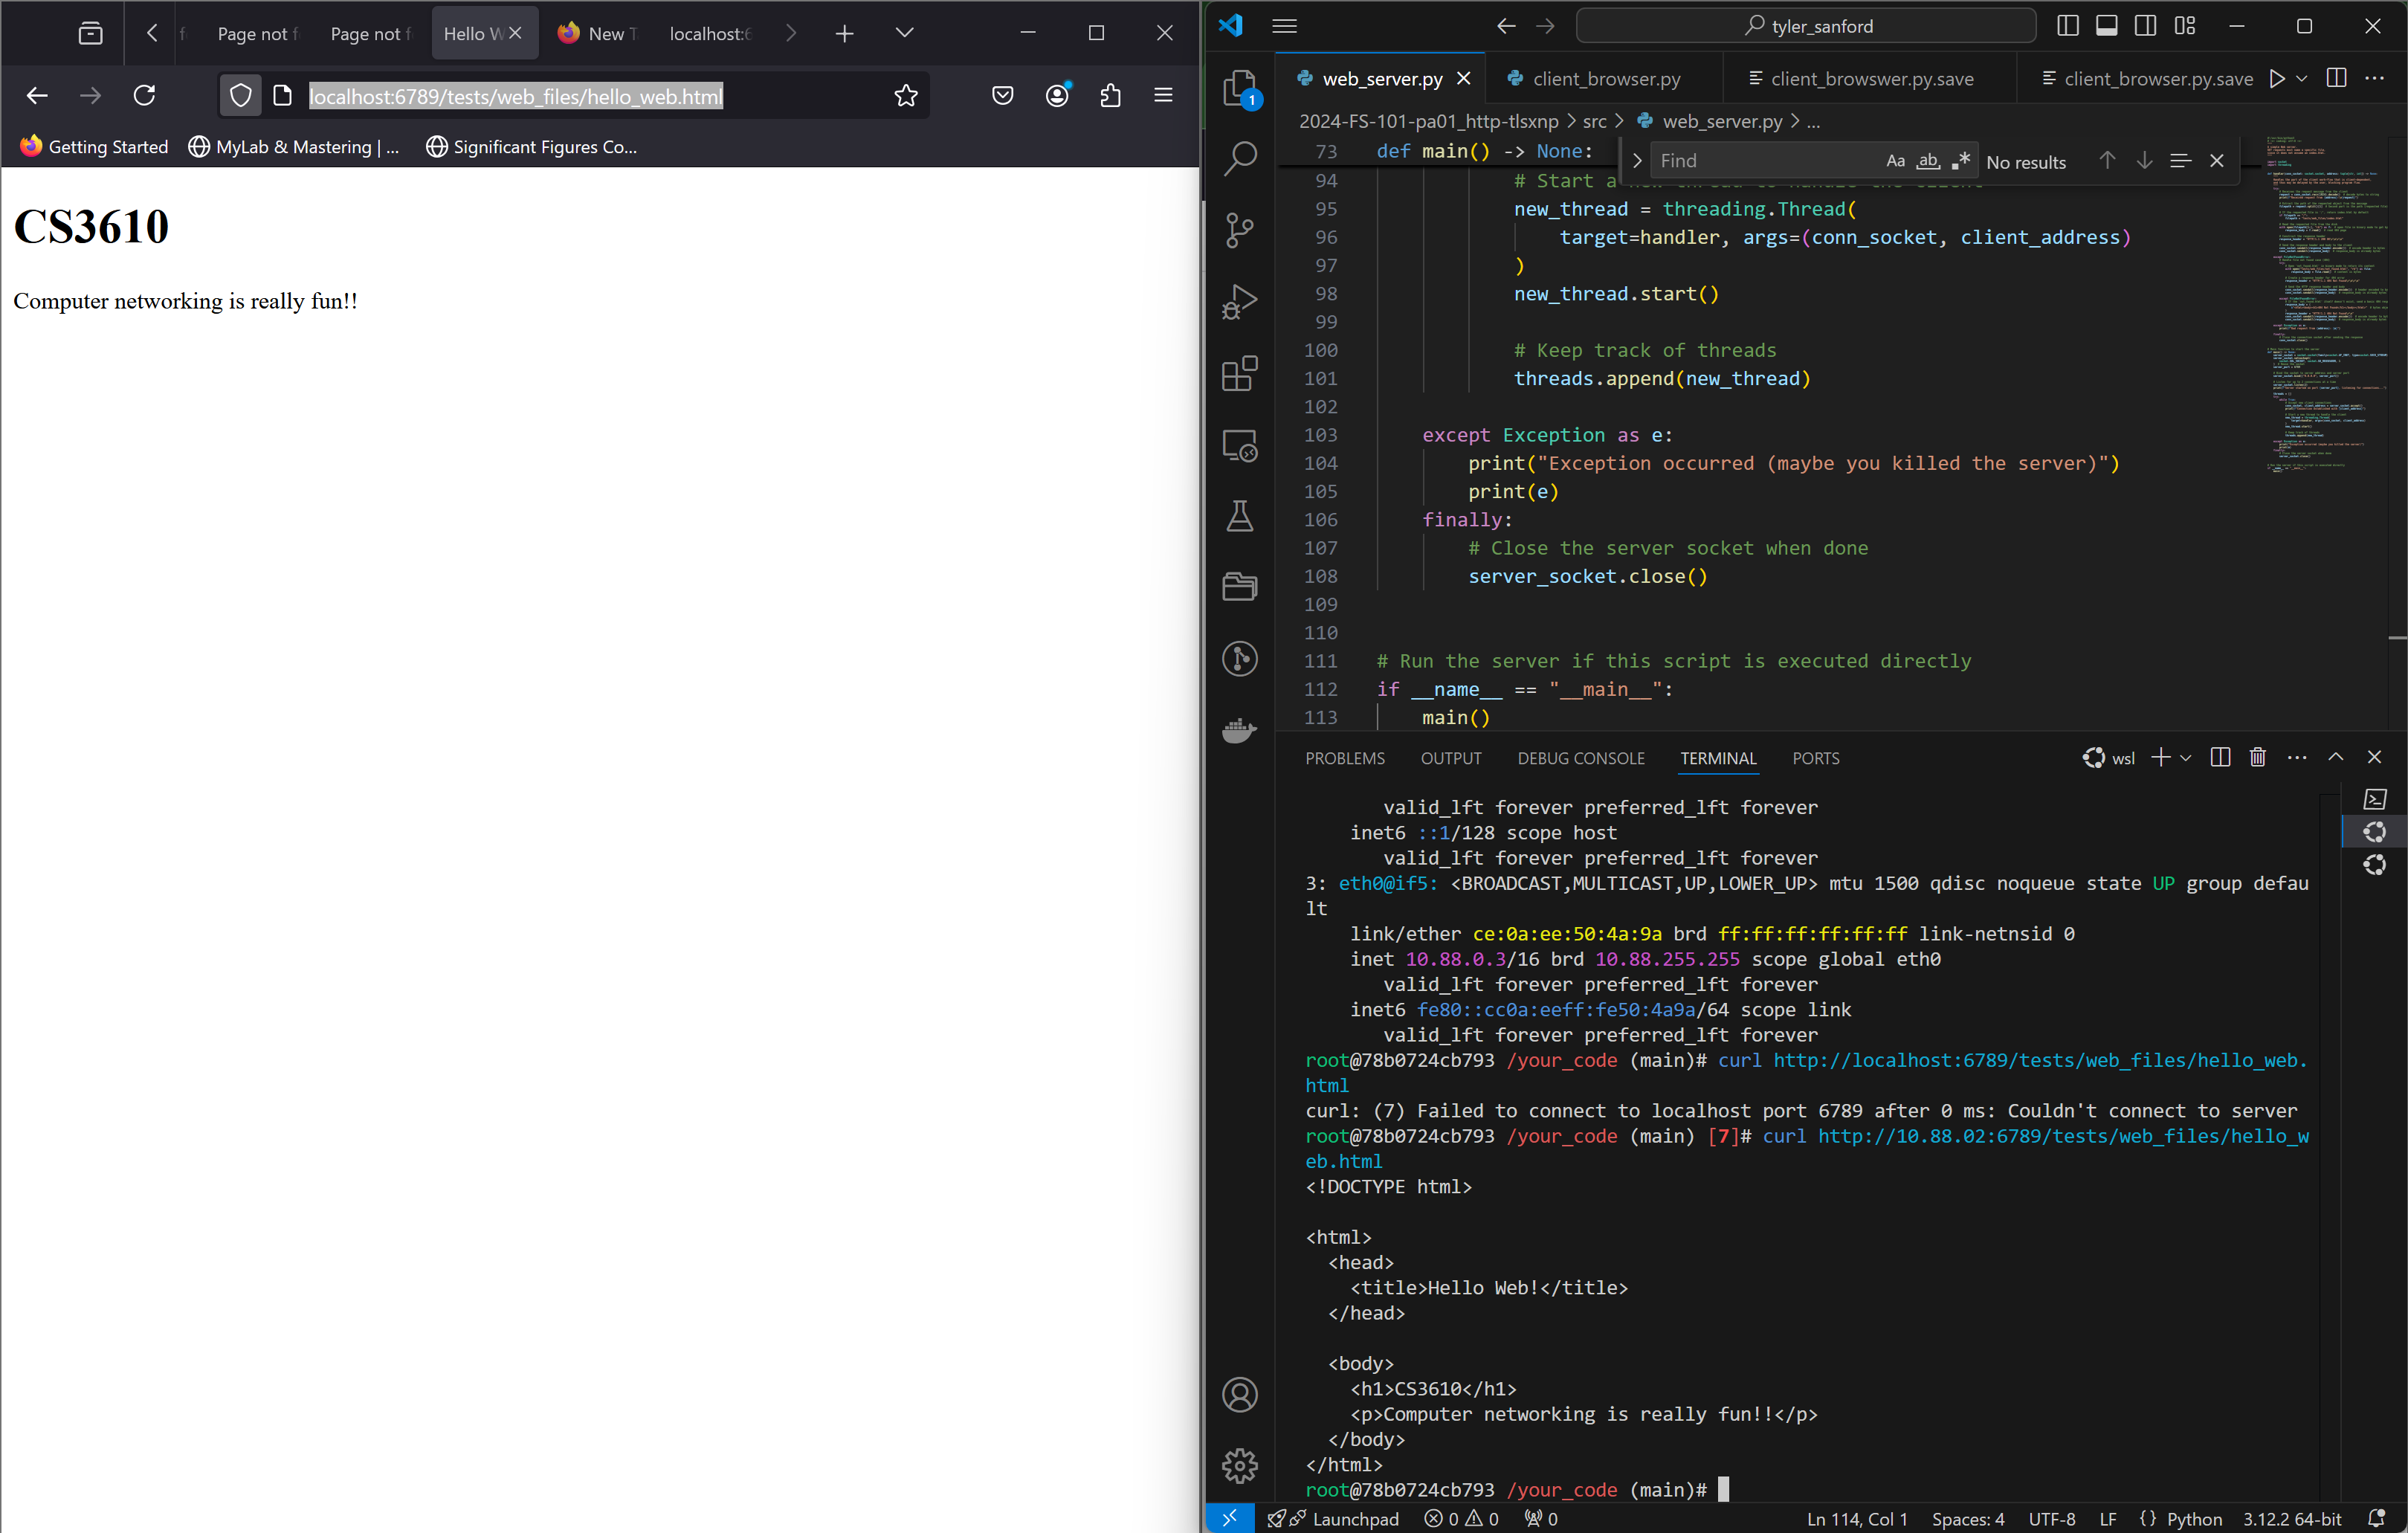 Page not f
Page not f
Hello W
New T
localhost:6
localhost:6789/tests/web_files/hello_web.html
Getting Started
MyLab & Mastering | ...
Significant Figures Co...
CS3610
Computer networking is really fun!!
tyler_sanford
web_server.py
client_browser.py
client_browswer.py.save
client_browser.py.save
2024-FS-101-pa01_http-tlsxnp > src > web_server.py > ...
Find
Aa
ab
No results
1
73 def main() -> None:
94 # Start a new thread to handle the client
95 new_thread = threading.Thread(
96 target=handler, args=(conn_socket, client_address)
97 )
98 new_thread.start()
99
100 # Keep track of threads
101 threads.append(new_thread)
102
103 except Exception as e:
104 print("Exception occurred (maybe you killed the server)")
105 print(e)
106 finally:
107 # Close the server socket when done
108 server_socket.close()
109
110
111 # Run the server if this script is executed directly
112 if __name__ == "__main__":
113 main()
PROBLEMS
OUTPUT
DEBUG CONSOLE
TERMINAL
PORTS
wsl
valid_lft forever preferred_lft forever
inet6 ::1/128 scope host
valid_lft forever preferred_lft forever
3: eth0@if5: <BROADCAST,MULTICAST,UP,LOWER_UP> mtu 1500 qdisc noqueue state UP group defau
lt
link/ether ce:0a:ee:50:4a:9a brd ff:ff:ff:ff:ff:ff link-netnsid 0
inet 10.88.0.3/16 brd 10.88.255.255 scope global eth0
valid_lft forever preferred_lft forever
inet6 fe80::cc0a:eeff:fe50:4a9a/64 scope link
valid_lft forever preferred_lft forever
root@78b0724cb793 /your_code (main)# curl http://localhost:6789/tests/web_files/hello_web.
html
curl: (7) Failed to connect to localhost port 6789 after 0 ms: Couldn't connect to server
root@78b0724cb793 /your_code (main) [7]# curl http://10.88.02:6789/tests/web_files/hello_w
eb.html
<!DOCTYPE html>
<html>
<head>
<title>Hello Web!</title>
</head>
<body>
<h1>CS3610</h1>
<p>Computer networking is really fun!!</p>
</body>
</html>
root@78b0724cb793 /your_code (main)#
Launchpad
0
0
0
Ln 114, Col 1
Spaces: 4
UTF-8
LF
{} Python
3.12.2 64-bit